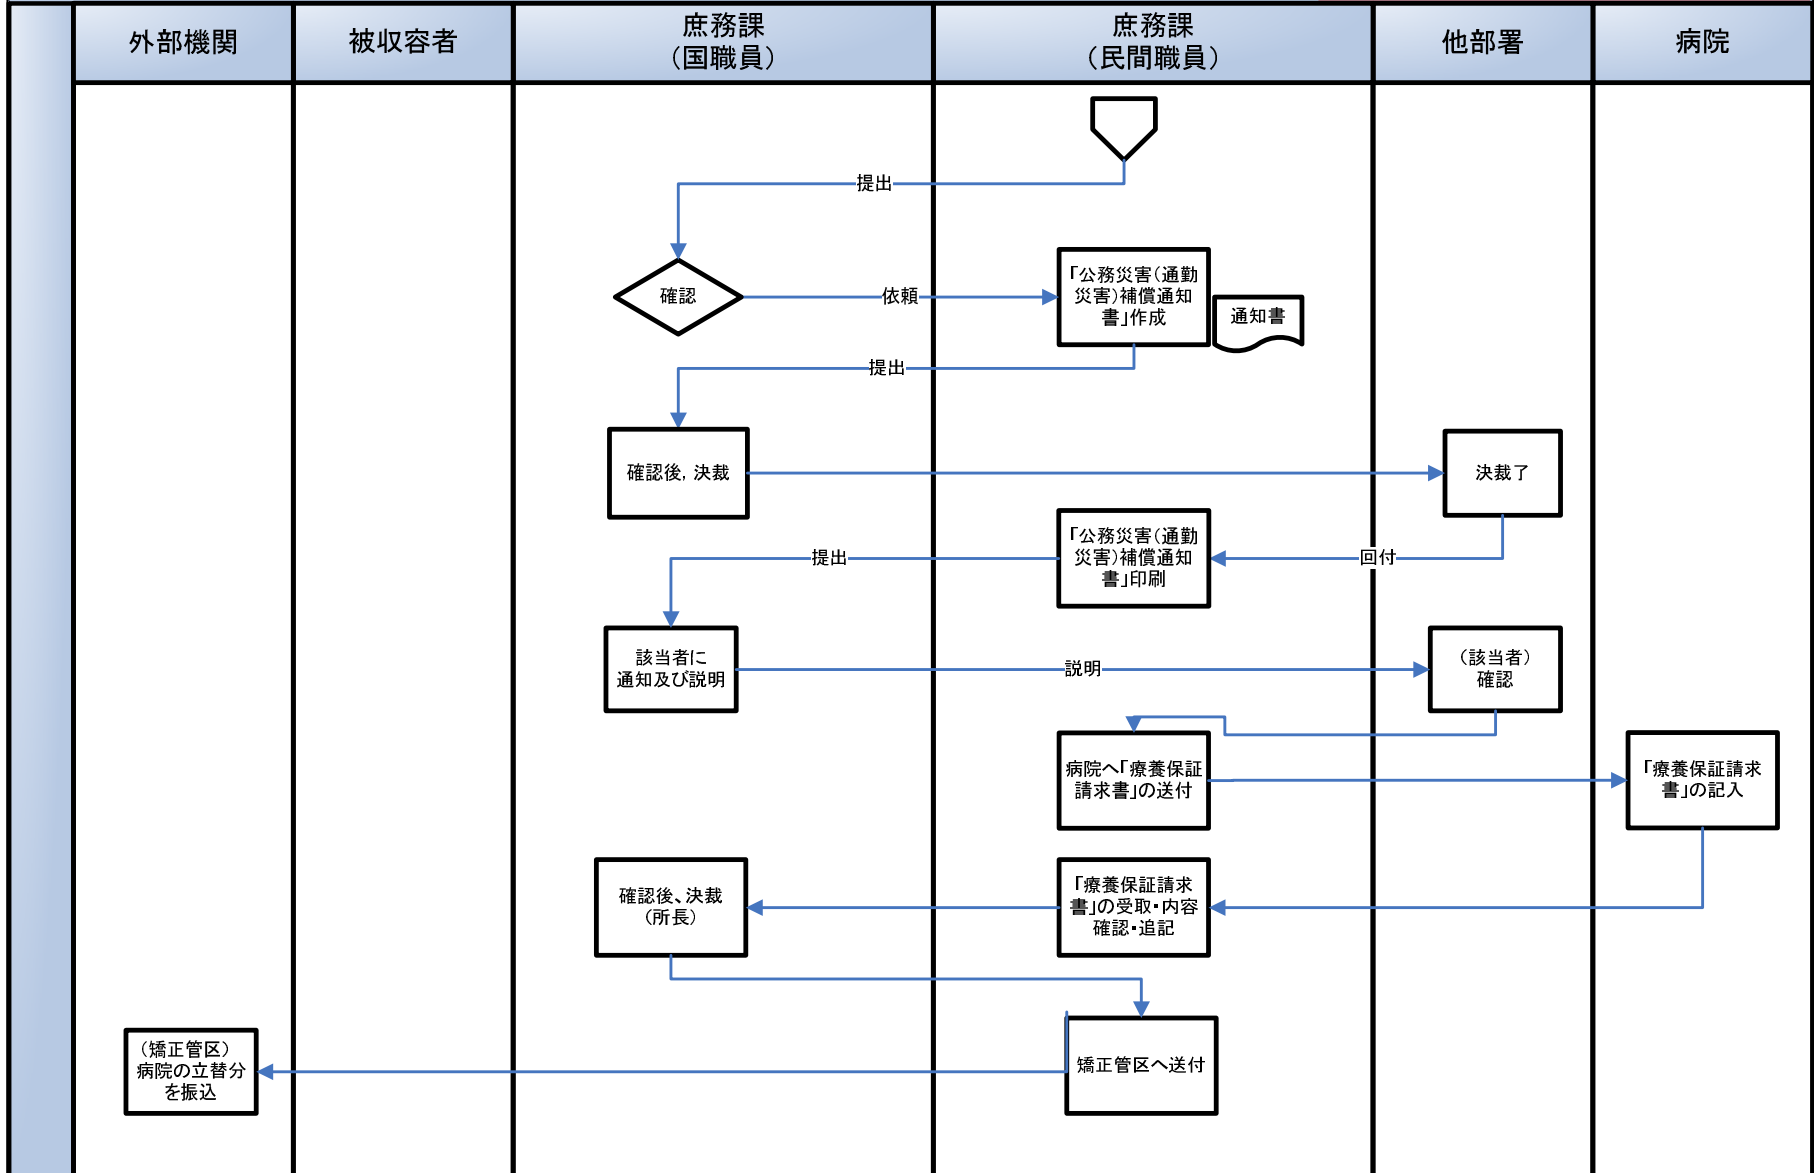 外部機関
被収容者
庶務課
（国職員）
庶務課
（民間職員）
他部署
病院
提出
確認
依頼
「公務災害（通勤
災害）補償通知
書」作成
通知書
提出
確認後，決裁
決裁了
「公務災害（通勤
災害）補償通知
書」印刷
提出
回付
該当者に
通知及び説明
説明
（該当者）
確認
病院へ「療養保証
請求書」の送付
「療養保証請求
書」の記入
確認後、決裁
（所長）
「療養保証請求
書」の受取・内容
確認・追記
（矯正管区）
病院の立替分
を振込
矯正管区へ送付